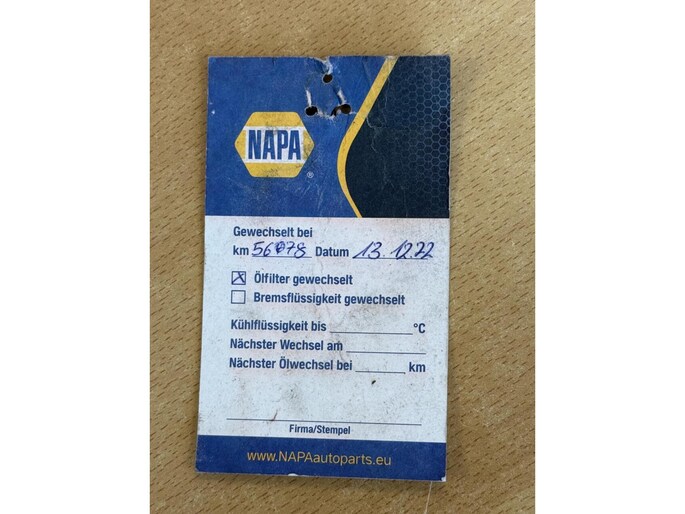 NAPA
®
Gewechselt bei
km 56078 Datum 13.12.22
Ölfilter gewechselt
Bremsflüssigkeit gewechselt
Kühlflüssigkeit bis °C
Nächster Wechsel am
Nächster Ölwechsel bei km
Firma/Stempel
www.NAPAautoparts.eu